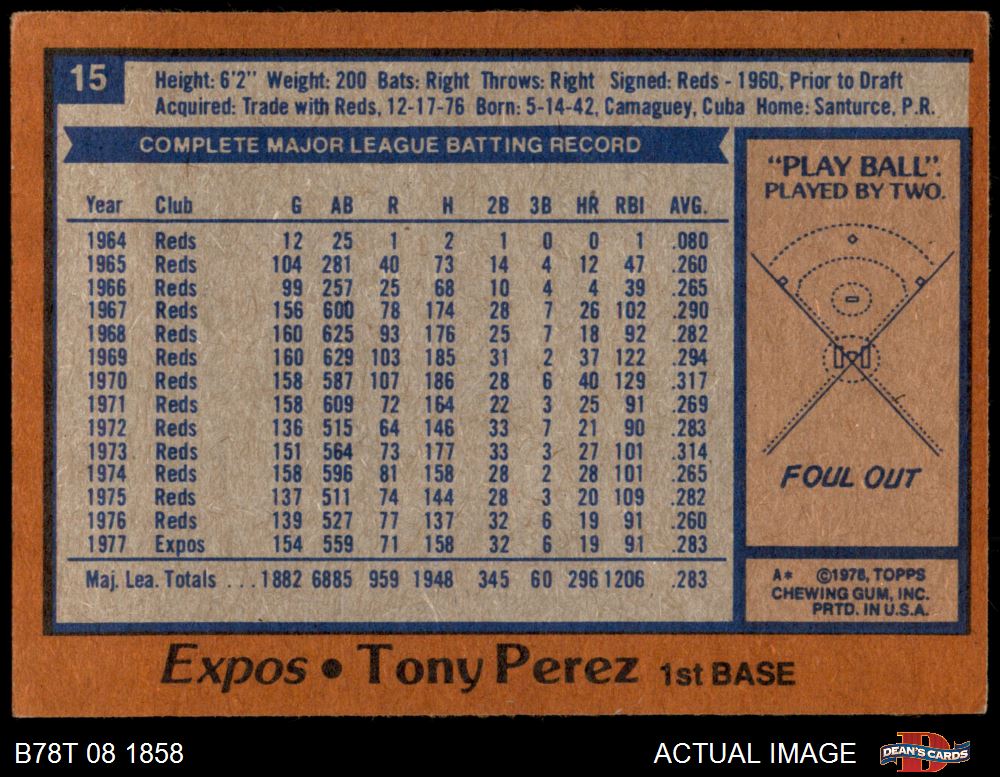 15
Height: 6'2" Weight: 200 Bats: Right Throws: Right Signed: Reds - 1960, Prior to Draft
Acquired: Trade with Reds, 12-17-76 Born: 5-14-42, Camaguey, Cuba Home: Santurce, P.R.
COMPLETE MAJOR LEAGUE BATTING RECORD
Year Club G AB R H 2B 3B HR RBI AVG.
1964 Reds 12 25 1 2 1 0 0 1 .080
1965 Reds 104 281 40 73 14 4 12 47 .260
1966 Reds 99 257 25 68 10 4 4 39 .265
1967 Reds 156 600 78 174 28 7 26 102 .290
1968 Reds 160 625 93 176 25 7 18 92 .282
1969 Reds 160 629 103 185 31 2 37 122 .294
1970 Reds 158 587 107 186 28 6 40 129 .317
1971 Reds 158 609 72 164 22 3 25 91 .269
1972 Reds 136 515 64 146 33 7 21 90 .283
1973 Reds 151 564 73 177 33 3 27 101 .314
1974 Reds 158 596 81 158 28 2 28 101 .265
1975 Reds 137 511 74 144 28 3 20 109 .282
1976 Reds 139 527 77 137 32 6 19 91 .260
1977 Expos 154 559 71 158 32 6 19 91 .283
Maj. Lea. Totals ... 1882 6885 959 1948 345 60 296 1206 .283
"PLAY BALL".
PLAYED BY TWO.
FOUL OUT
A* ©1978, TOPPS
CHEWING GUM, INC.
PRTD. IN U.S.A.
Expos • Tony Perez 1st BASE
B78T 08 1858
ACTUAL IMAGE
D
DEAN'S CARDS